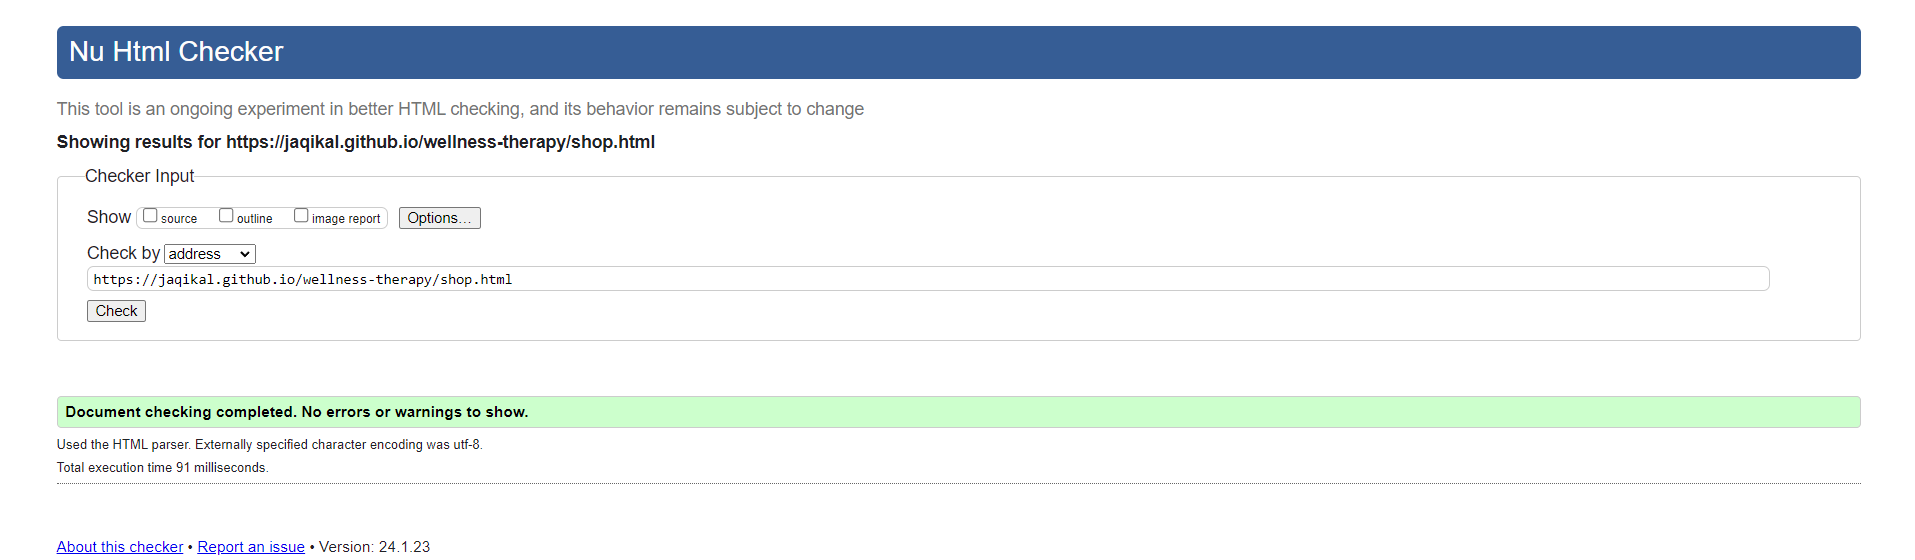 Nu Html Checker
This tool is an ongoing experiment in better HTML checking, and its behavior remains subject to change
Showing results for https://jaqikal.github.io/wellness-therapy/shop.html
Checker Input
Show source outline image report Options...
Check by address
https://jaqikal.github.io/wellness-therapy/shop.html
Check
Document checking completed. No errors or warnings to show.
Used the HTML parser. Externally specified character encoding was utf-8.
Total execution time 91 milliseconds.
About this checker • Report an issue • Version: 24.1.23